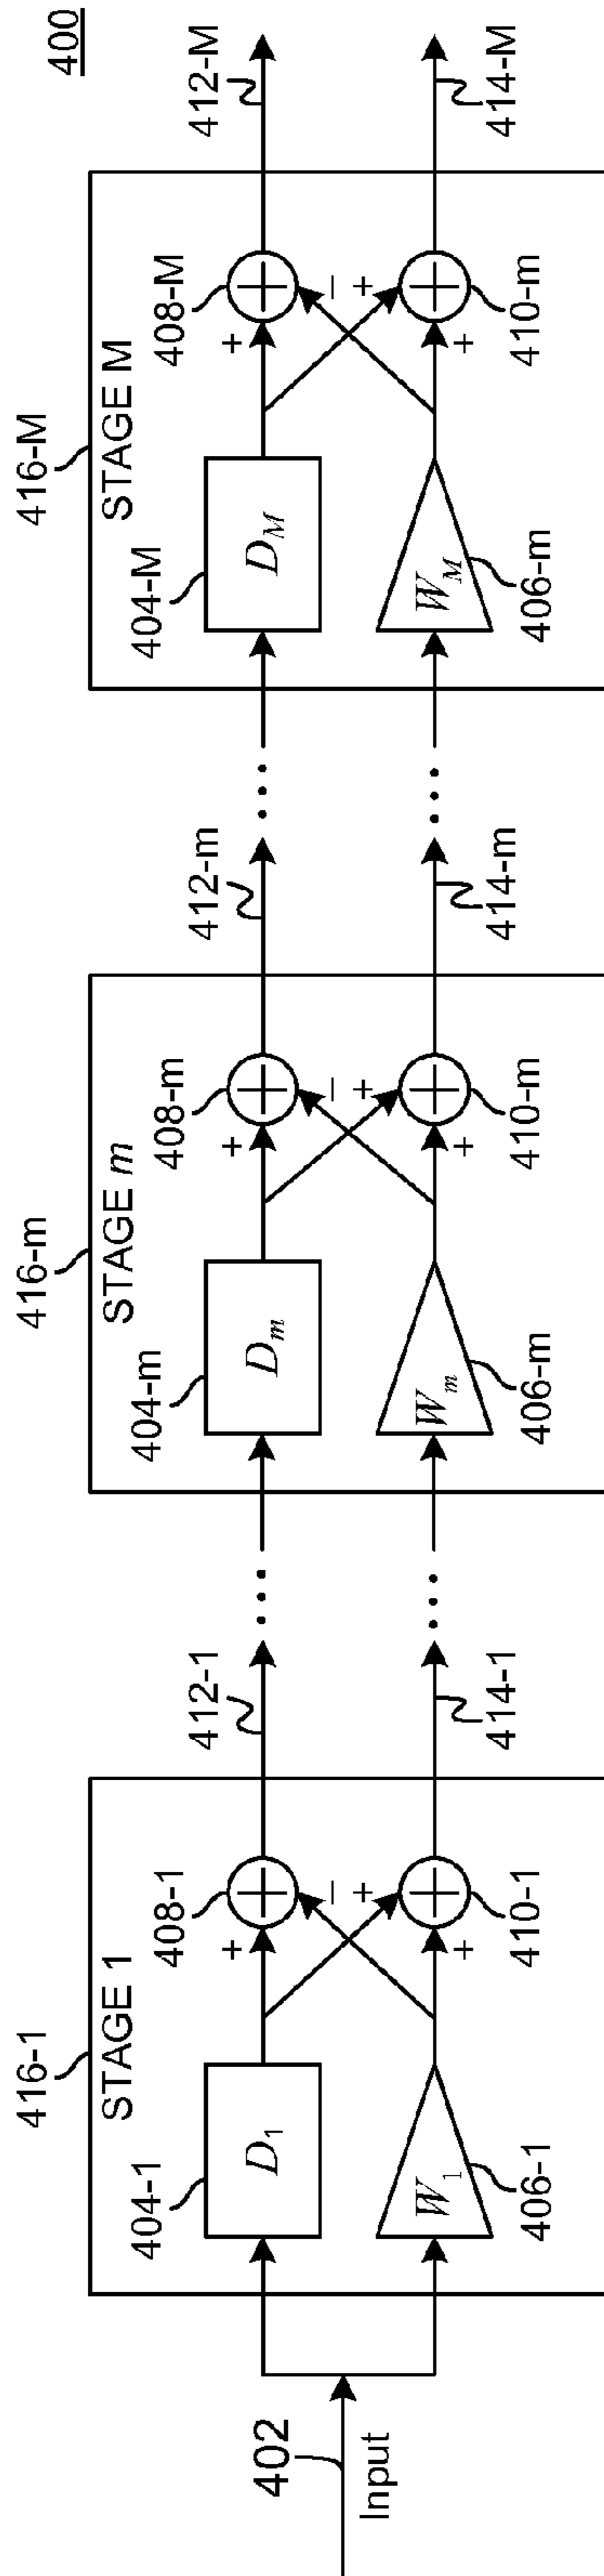 400
402
Input
416-1
STAGE 1
404-1
D1
W1
406-1
408-1
+
−
+
+
410-1
412-1
414-1
...
...
416-m
STAGE m
404-m
Dm
Wm
406-m
408-m
+
−
+
+
410-m
412-m
414-m
...
...
416-M
STAGE M
404-M
DM
WM
406-m
408-M
+
−
+
+
410-m
412-M
414-M